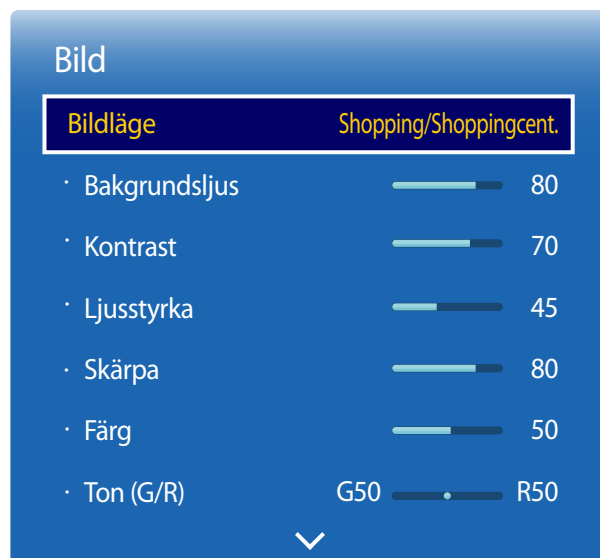 Bild
Bildläge Shopping/Shoppingcent.
· Bakgrundsljus 80
· Kontrast 70
· Ljusstyrka 45
· Skärpa 80
· Färg 50
· Ton (G/R) G50 R50